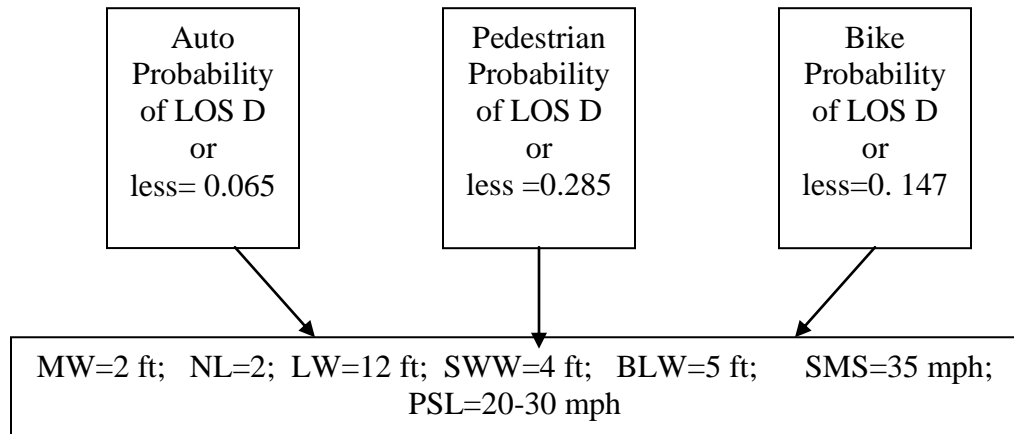 Auto
Probability
of LOS D
or
less= 0.065
Pedestrian
Probability
of LOS D
or
less =0.285
Bike
Probability
of LOS D
or
less=0. 147
MW=2 ft; NL=2; LW=12 ft; SWW=4 ft; BLW=5 ft; SMS=35 mph;
PSL=20-30 mph